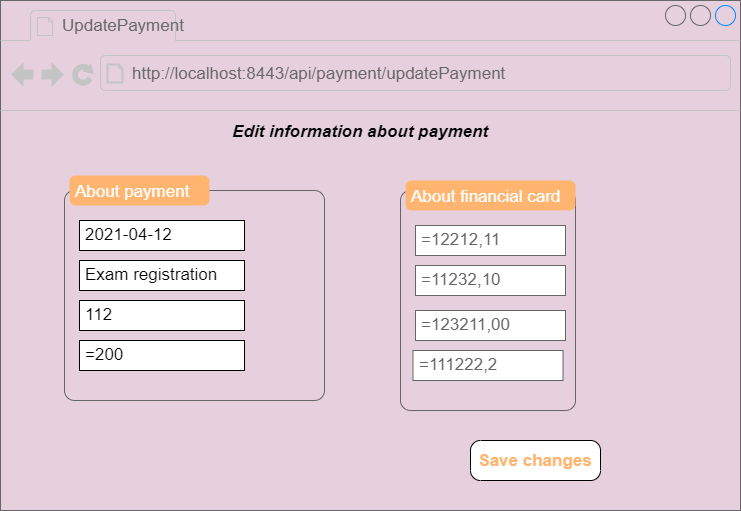 UpdatePayment
http://localhost:8443/api/payment/updatePayment
Edit information about payment
About payment
2021-04-12
Exam registration
112
=200
About financial card
=12212,11
=11232,10
=123211,00
=111222,2
Save changes